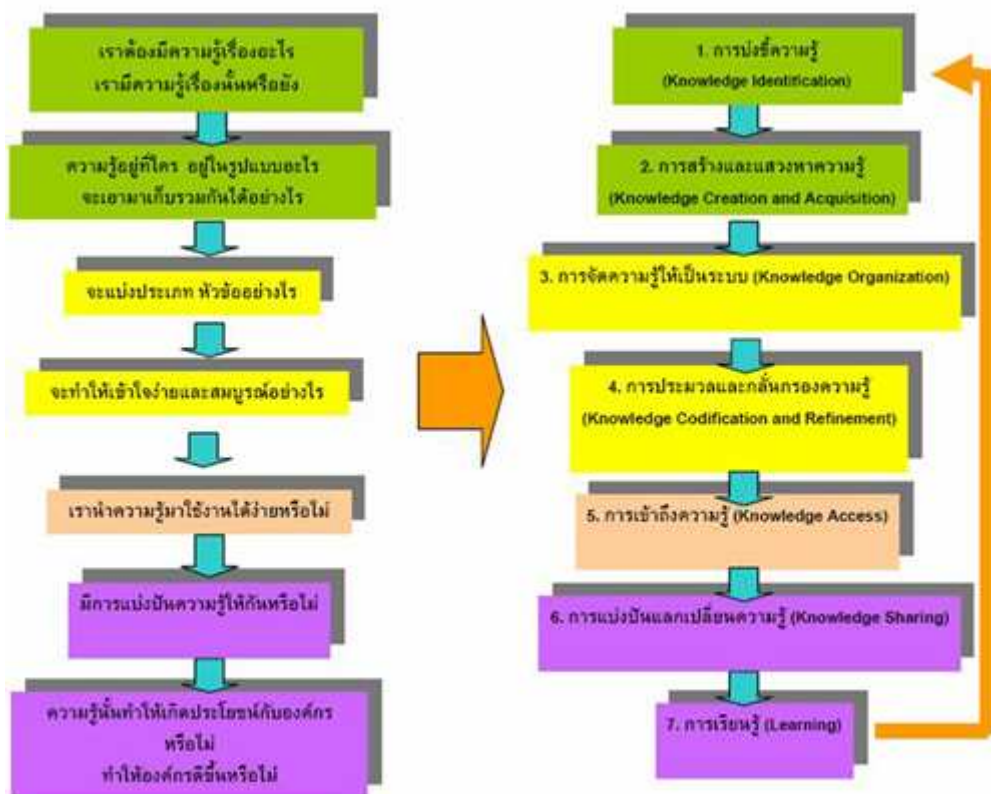 เราต้องมีความรู้เรื่องอะไร
เรามีความรู้เรื่องนั้นหรือยัง
ความรู้อยู่ที่ใคร อยู่ในรูปแบบอะไร
จะเอามาเก็บรวมกันได้อย่างไร
จะแบ่งประเภท หัวข้ออย่างไร
จะทำให้เข้าใจง่ายและสมบูรณ์อย่างไร
เรานำความรู้มาใช้งานได้ง่ายหรือไม่
มีการแบ่งปันความรู้ให้กันหรือไม่
ความรู้นั้นทำให้เกิดประโยชน์กับองค์กร
หรือไม่
ทำให้องค์กรดีขึ้นหรือไม่
1. การบ่งชี้ความรู้
(Knowledge Identification)
2. การสร้างและแสวงหาความรู้
(Knowledge Creation and Acquisition)
3. การจัดความรู้ให้เป็นระบบ (Knowledge Organization)
4. การประมวลและกลั่นกรองความรู้
(Knowledge Codification and Refinement)
5. การเข้าถึงความรู้ (Knowledge Access)
6. การแบ่งปันแลกเปลี่ยนความรู้ (Knowledge Sharing)
7. การเรียนรู้ (Learning)